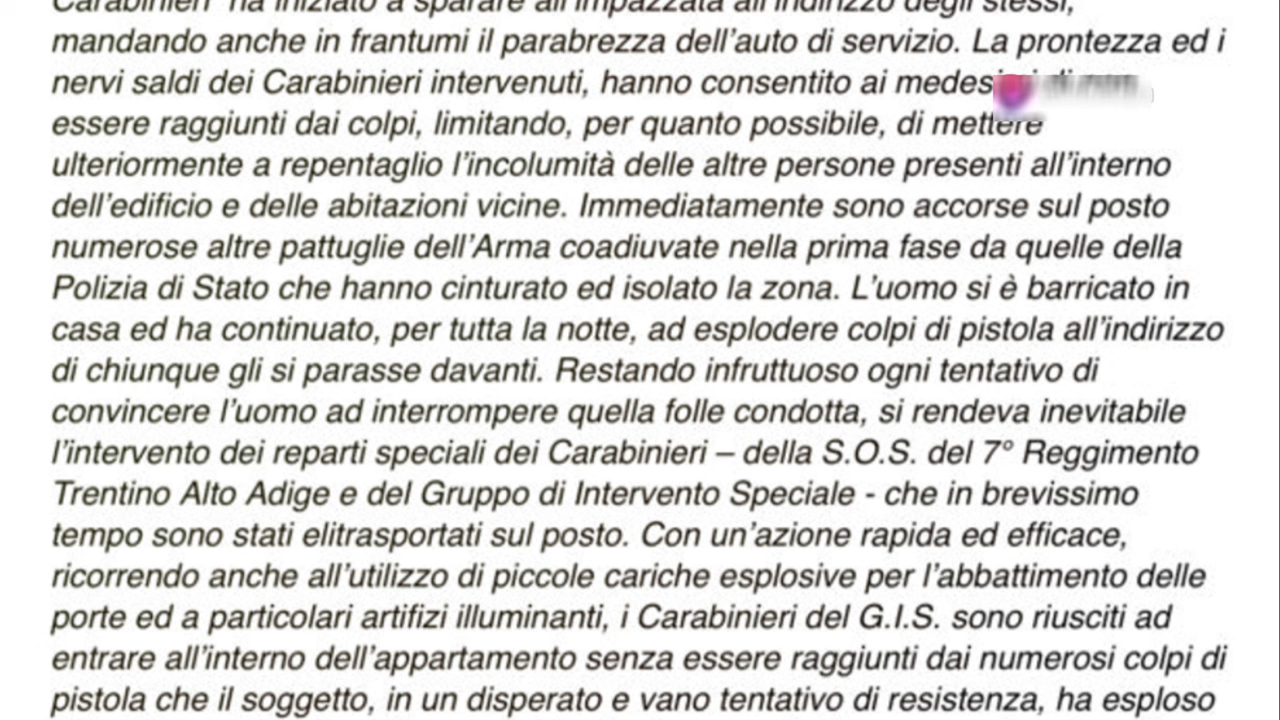 Carabinieri ha iniziato a sparare all'impazzata all'indirizzo degli stessi,
mandando anche in frantumi il parabrezza dell'auto di servizio. La prontezza ed i
nervi saldi dei Carabinieri intervenuti, hanno consentito ai
essere raggiunti dai colpi, limitando, per quanto possibile, di mettere
ulteriormente a repentaglio l'incolumità delle altre persone presenti all'interno
dell'edificio e delle abitazioni vicine. Immediatamente sono accorse sul posto
numerose altre pattuglie dell'Arma coadiuvate nella prima fase da quelle della
Polizia di Stato che hanno cinturato ed isolato la zona. L'uomo si è barricato in
casa ed ha continuato, per tutta la notte, ad esplodere colpi di pistola all'indirizzo
di chiunque gli si parasse davanti. Restando infruttuoso ogni tentativo di
convincere l'uomo ad interrompere quella folle condotta, si rendeva inevitabile
l'intervento dei reparti speciali dei Carabinieri – della S.O.S. del 7° Reggimento
Trentino Alto Adige e del Gruppo di Intervento Speciale - che in brevissimo
tempo sono stati elitrasportati sul posto. Con un'azione rapida ed efficace,
ricorrendo anche all'utilizzo di piccole cariche esplosive per l'abbattimento delle
porte ed a particolari artifizi illuminanti, i Carabinieri del G.I.S. sono riusciti ad
entrare all'interno dell'appartamento senza essere raggiunti dai numerosi colpi di
pistola che il soggetto, in un disperato e vano tentativo di resistenza, ha esploso